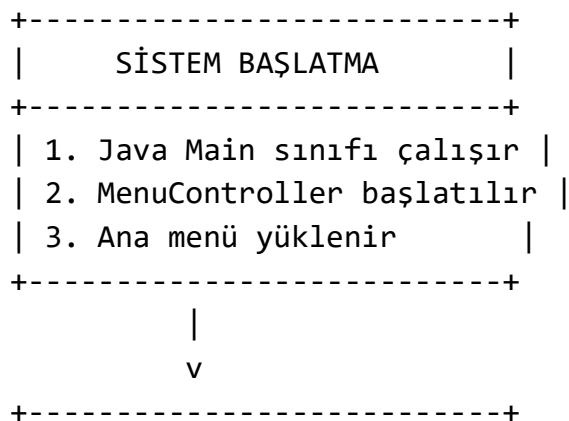 +---------------------------+
|     SİSTEM BAŞLATMA       |
+---------------------------+
| 1. Java Main sınıfı çalışır |
| 2. MenuController başlatılır |
| 3. Ana menü yüklenir       |
+---------------------------+
          |
          v
+---------------------------+